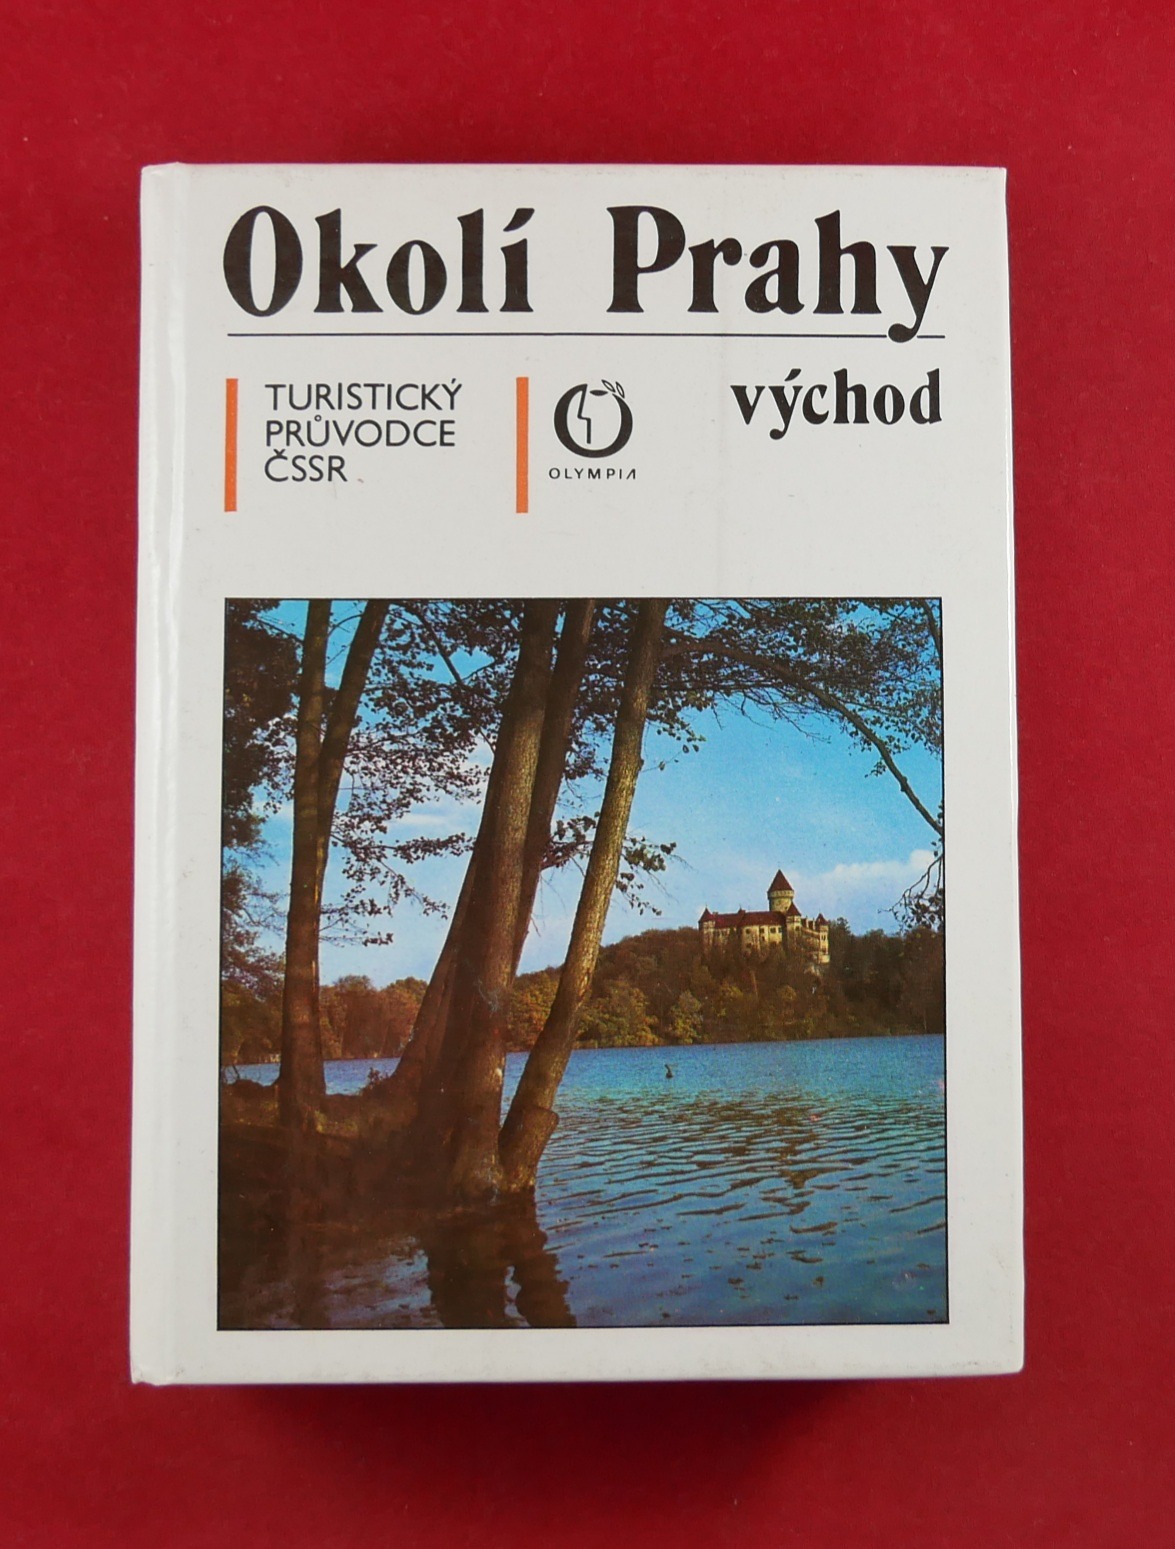 Okolí Prahy
východ
TURISTICKÝ
PRŮVODCE
ČSSR
OLYMPIA